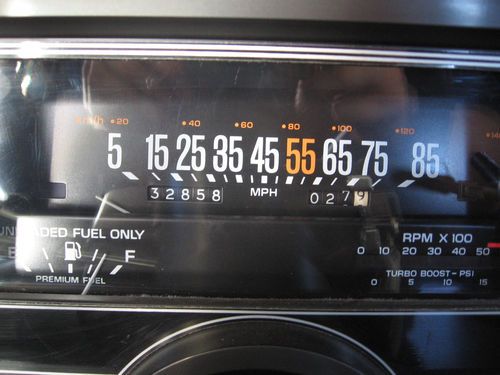 km/h 20 40 60 80 100 120 140
5 15 25 35 45 55 65 75 85
32858 MPH 0279
UNLEADED FUEL ONLY
RPM X 100
E F
0 10 20 30 40 50
PREMIUM FUEL
TURBO BOOST-PSI
0 5 10 15